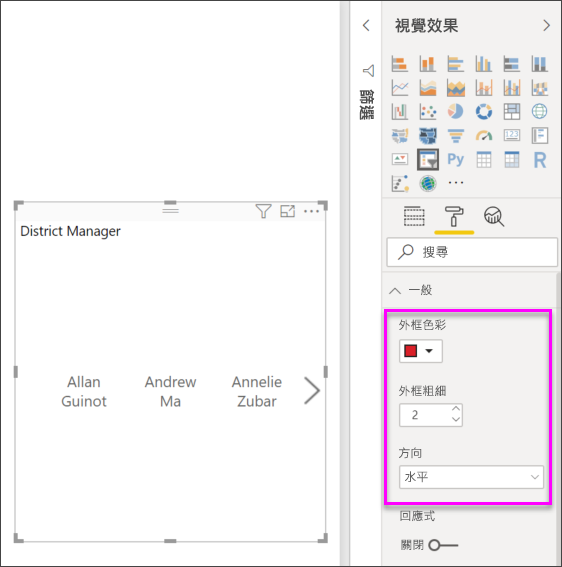 視覺效果
篩選
123
Py
R
搜尋
一般
外框色彩
外框粗細
2
方向
水平
回應式
關閉
District Manager
Allan
Guinot
Andrew
Ma
Annelie
Zubar